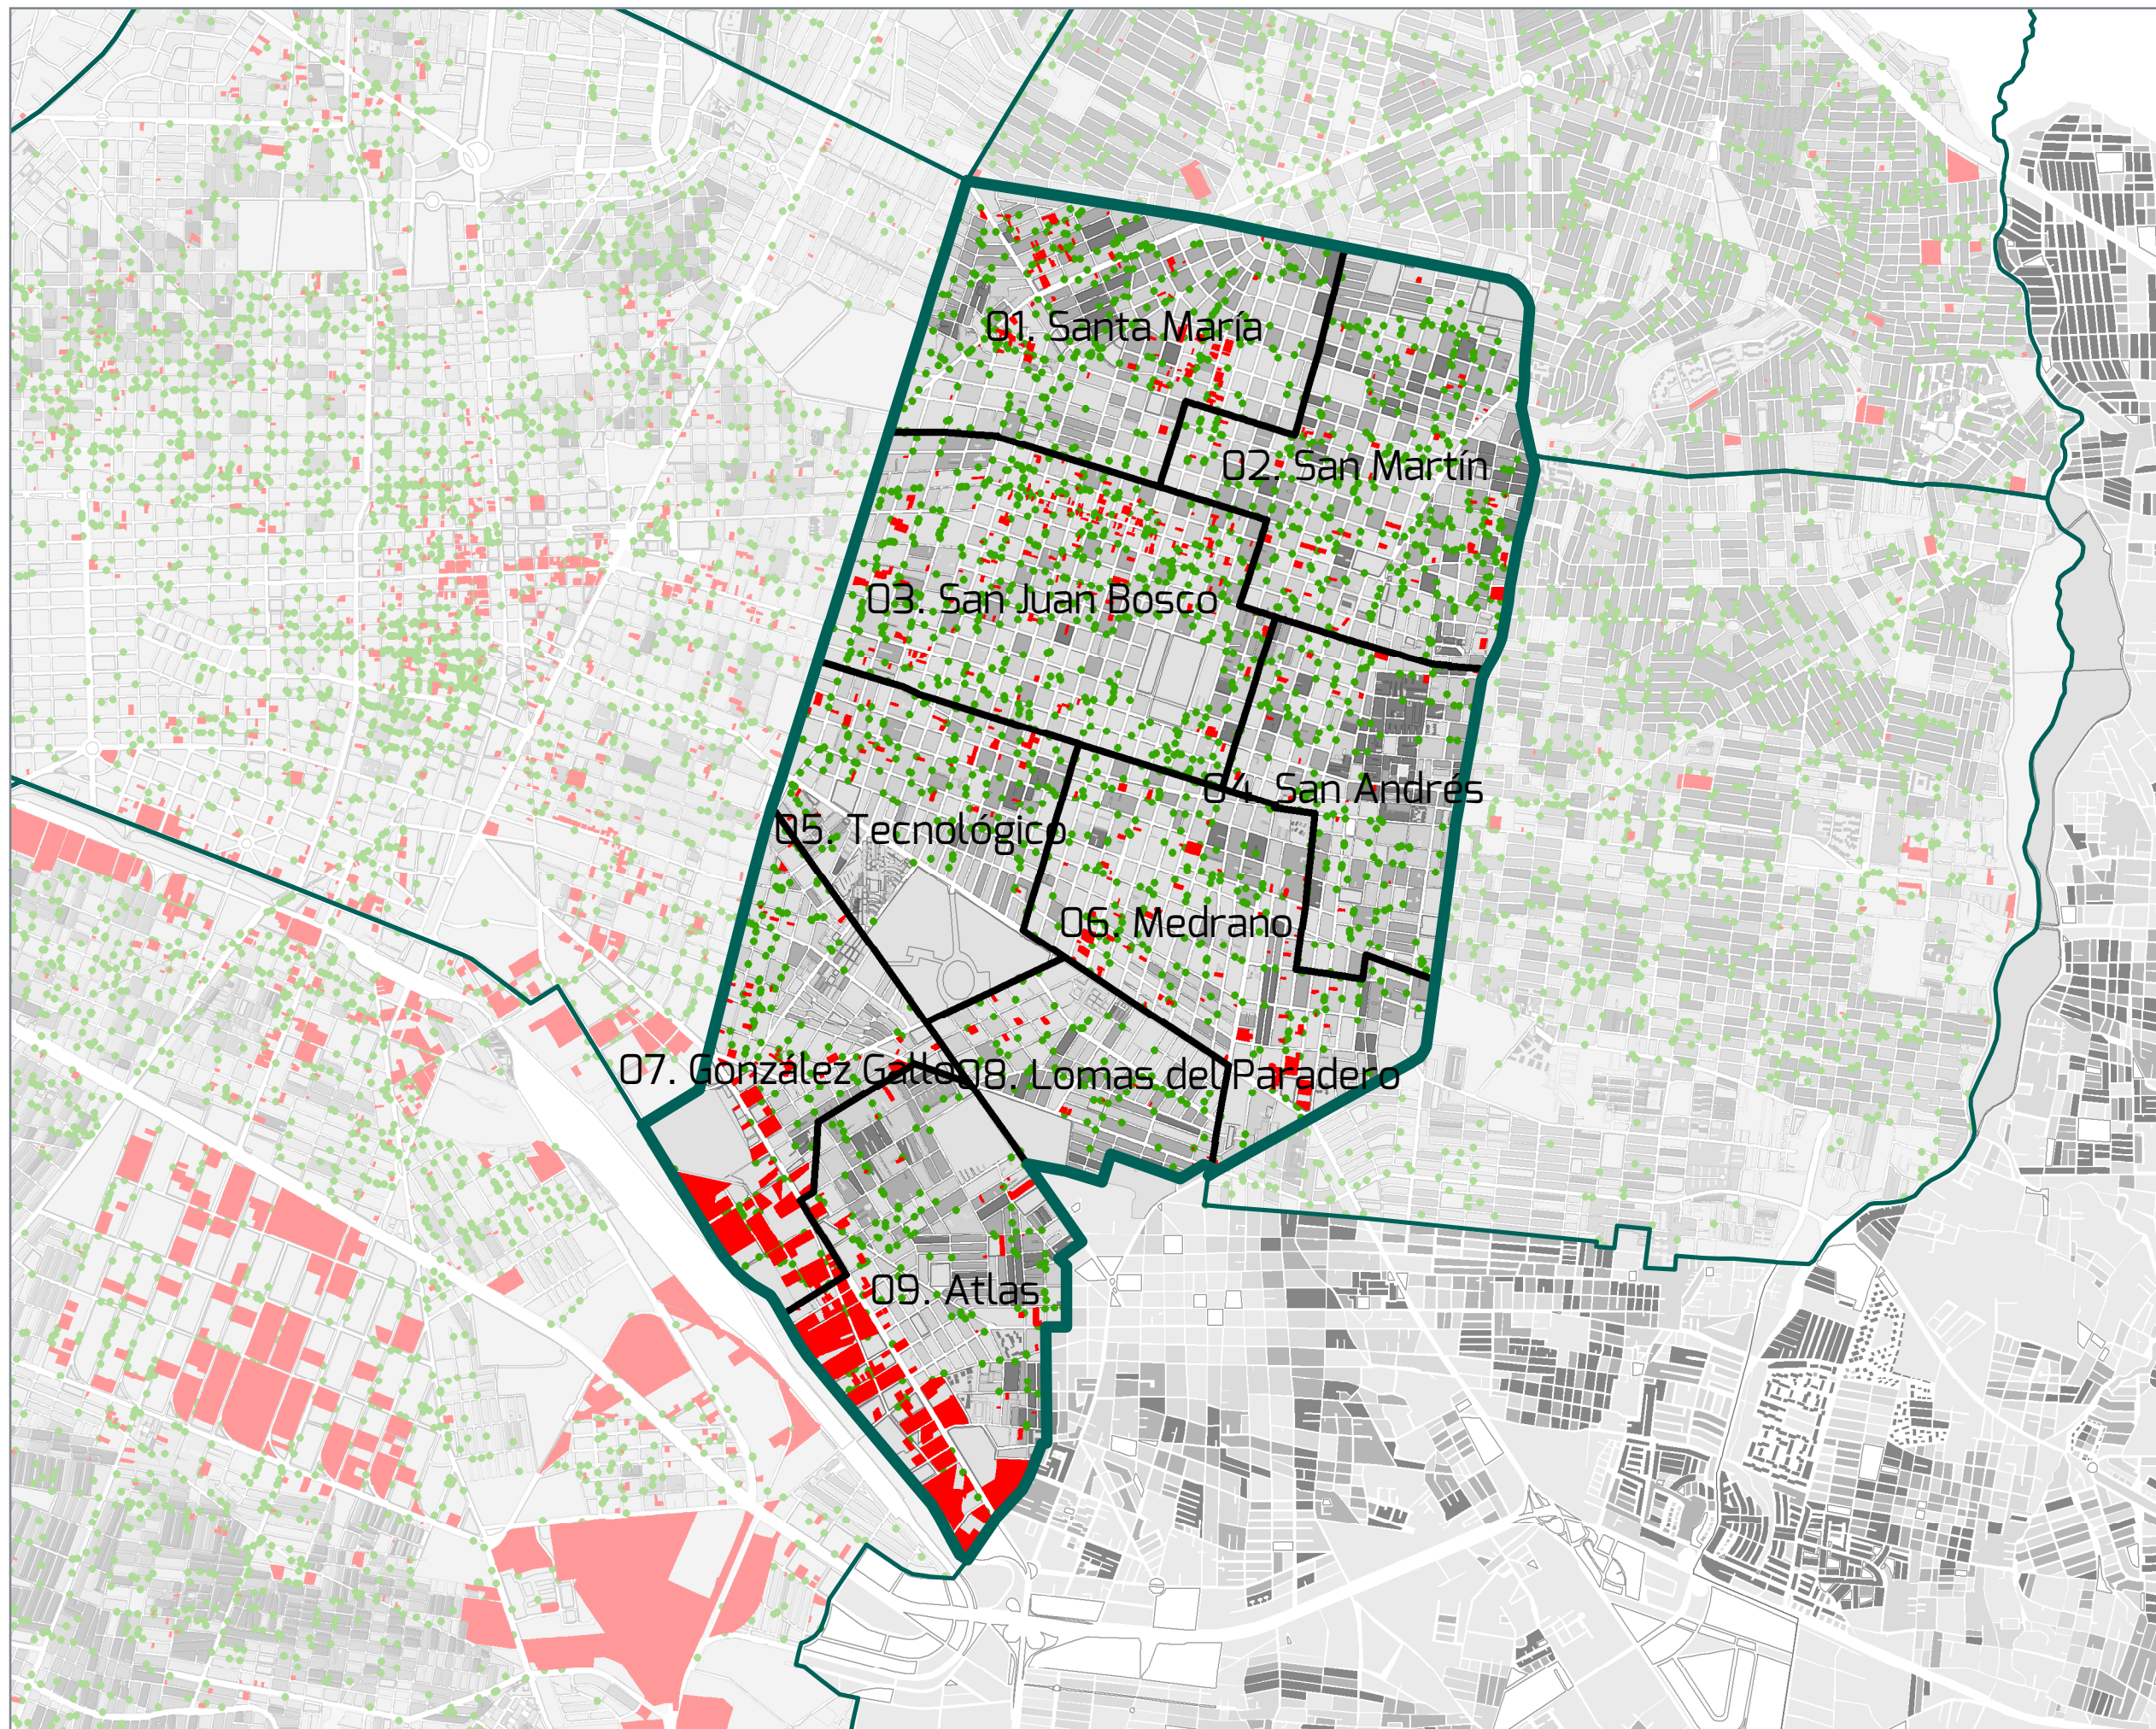 01. Santa María
02. San Martín
03. San Juan Bosco
04. San Andrés
05. Tecnológico
06. Medrano
07. González Gallo
08. Lomas del Paradero
09. Atlas